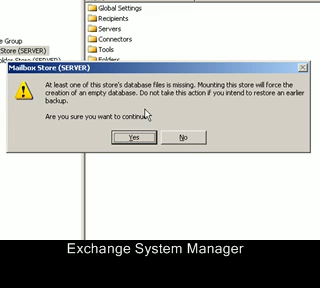 Global Settings
Recipients
Servers
Connectors
Tools
Folders
e Group
Store (SERVER)
Mailbox Store (SERVER)
At least one of this store's database files is missing. Mounting this store will force the
creation of an empty database. Do not take this action if you intend to restore an earlier
backup.
Are you sure you want to continue
Yes
No
Exchange System Manager